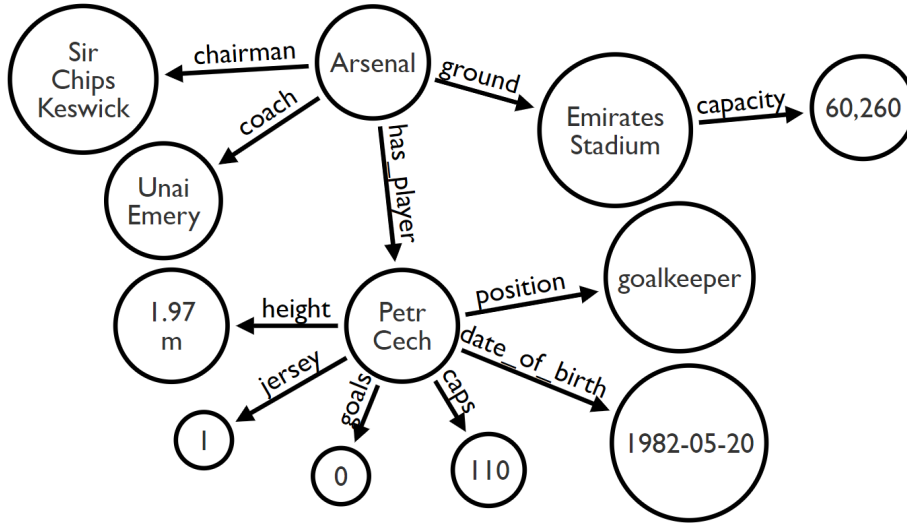 Sir
Chips
Keswick
chairman
Arsenal
ground
Emirates
Stadium
capacity
60,260
coach
Unai
Emery
has_player
1.97
m
height
Petr
Cech
position
goalkeeper
date_of_birth
1982-05-20
jersey
1
goals
0
caps
110